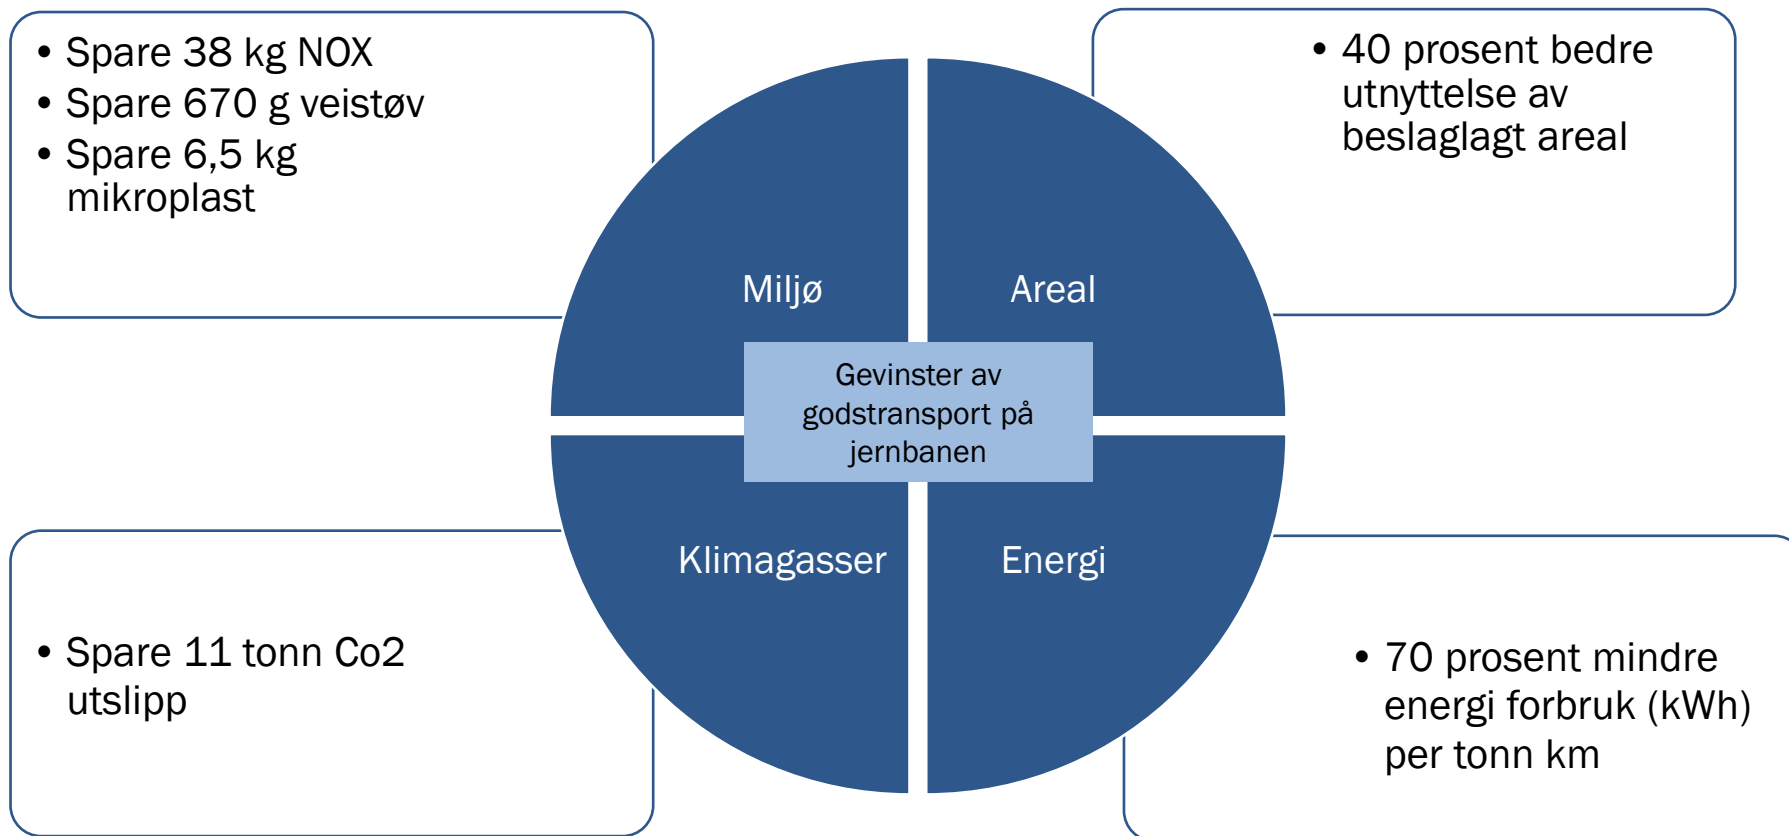 • Spare 38 kg NOX
• Spare 670 g veistøv
• Spare 6,5 kg
mikroplast
• 40 prosent bedre
utnyttelse av
beslaglagt areal
Miljø
Areal
Gevinster av
godstransport på
jernbanen
Klimagasser
Energi
• Spare 11 tonn Co2
utslipp
• 70 prosent mindre
energi forbruk (kWh)
per tonn km